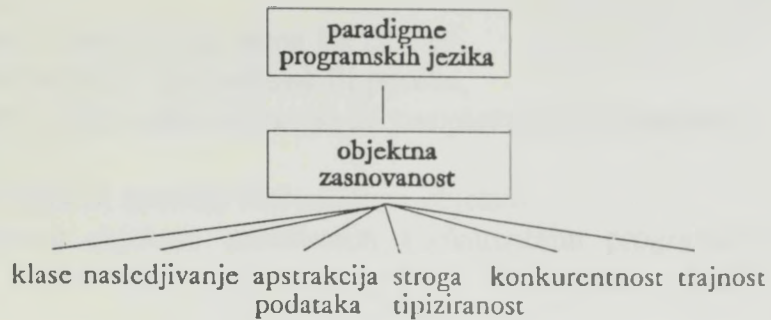 paradigme
programskih jezika
objektna
zasnovanost
klase nasledjivanje apstrakcija stroga konkurentnost trajnost
podataka tipiziranost